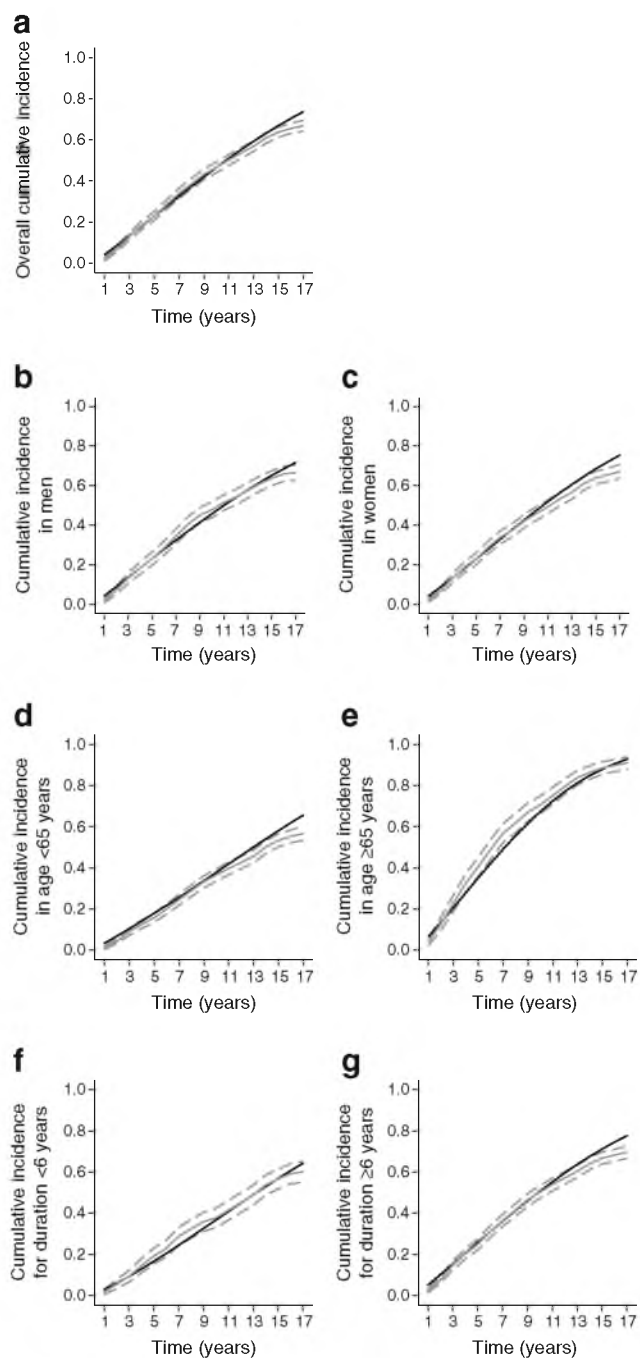 a
Overall cumulative incidence
1.0
0.8
0.6
0.4
0.2
0.0
1 3 5 7 9 11 13 15 17
Time (years)
b
Cumulative incidence
in men
1.0
0.8
0.6
0.4
0.2
0.0
1 3 5 7 9 11 13 15 17
Time (years)
c
Cumulative incidence
in women
1.0
0.8
0.6
0.4
0.2
0.0
1 3 5 7 9 11 13 15 17
Time (years)
d
Cumulative incidence
in age <65 years
1.0
0.8
0.6
0.4
0.2
0.0
1 3 5 7 9 11 13 15 17
Time (years)
e
Cumulative incidence
in age ≥65 years
1.0
0.8
0.6
0.4
0.2
0.0
1 3 5 7 9 11 13 15 17
Time (years)
f
Cumulative incidence
for duration <6 years
1.0
0.8
0.6
0.4
0.2
0.0
1 3 5 7 9 11 13 15 17
Time (years)
g
Cumulative incidence
for duration ≥6 years
1.0
0.8
0.6
0.4
0.2
0.0
1 3 5 7 9 11 13 15 17
Time (years)